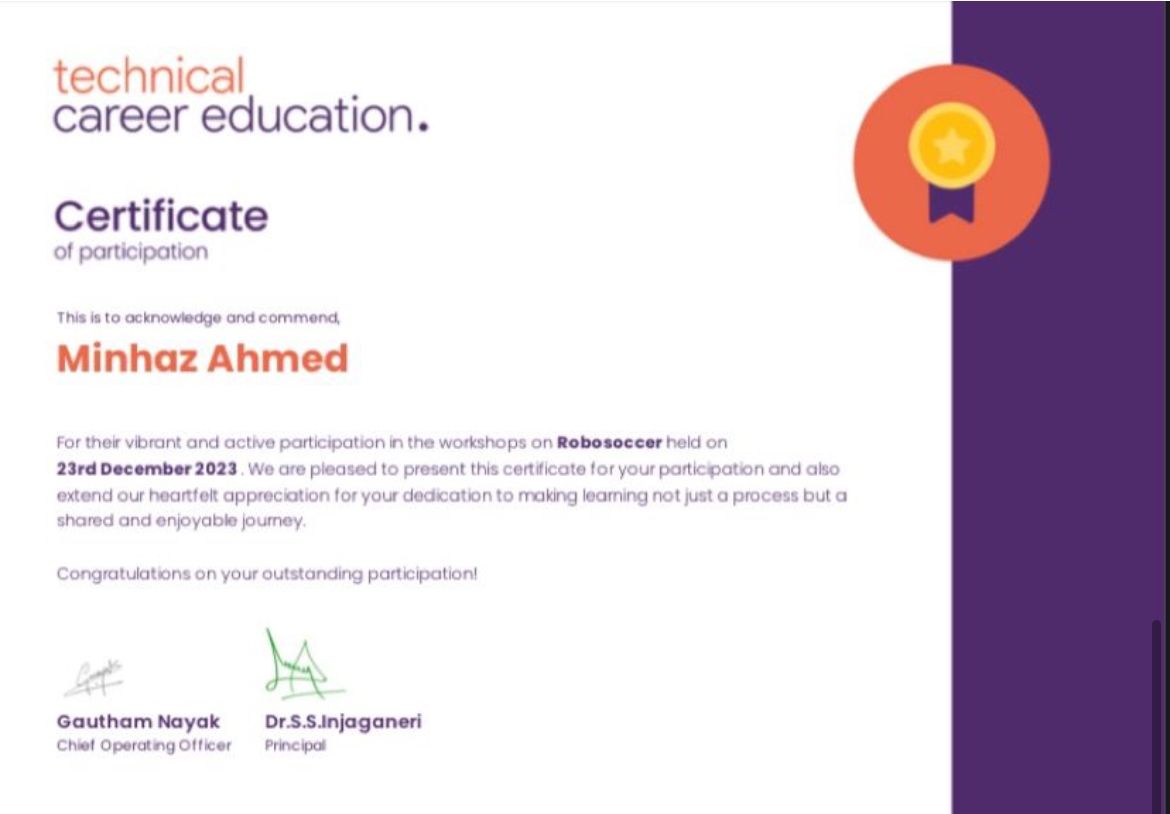 technical
career education.
Certificate
of participation
This is to acknowledge and commend,
Minhaz Ahmed
For their vibrant and active participation in the workshops on Robosoccer held on
23rd December 2023. We are pleased to present this certificate for your participation and also
extend our heartfelt appreciation for your dedication to making learning not just a process but a
shared and enjoyable journey.
Congratulations on your outstanding participation!
Gautham Nayak Dr.S.S.Injaganeri
Chief Operating Officer Principal